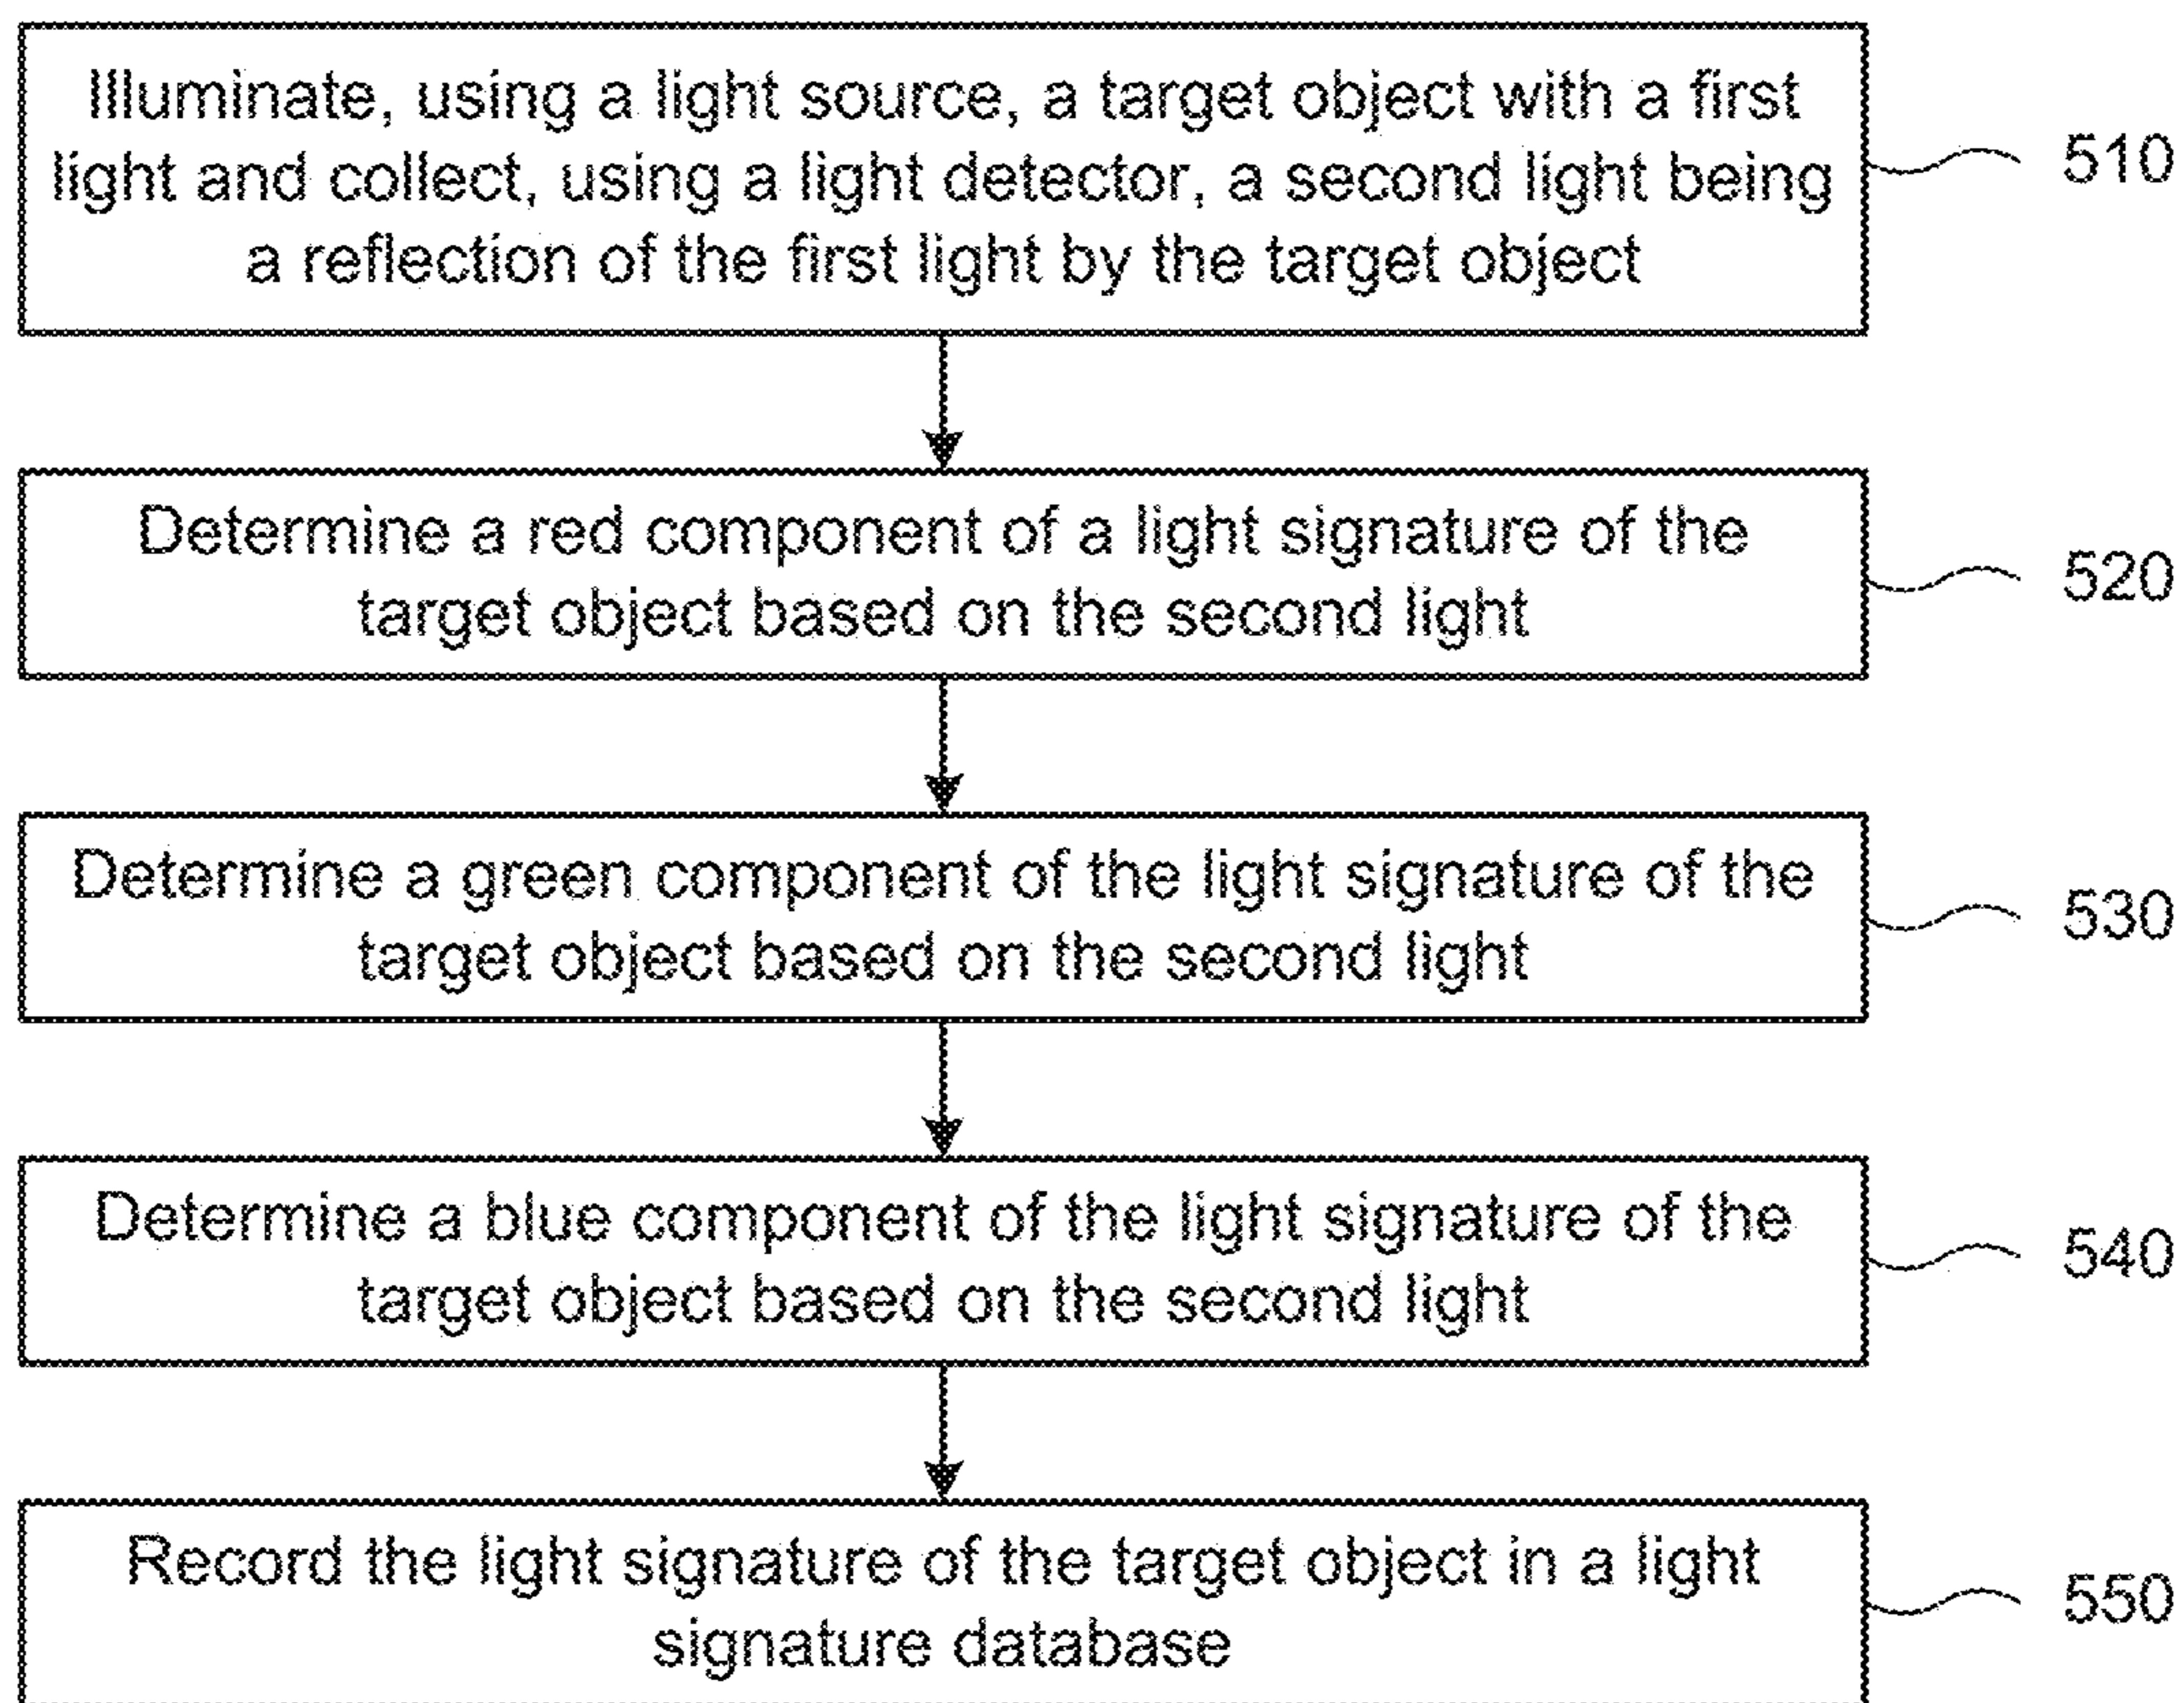 Illuminate, using a light source, a target object with a first
light and collect, using a light detector, a second light being
a reflection of the first light by the target object
510
Determine a red component of a light signature of the
target object based on the second light
520
Determine a green component of the light signature of the
target object based on the second light
530
Determine a blue component of the light signature of the
target object based on the second light
540
Record the light signature of the target object in a light
signature database
550